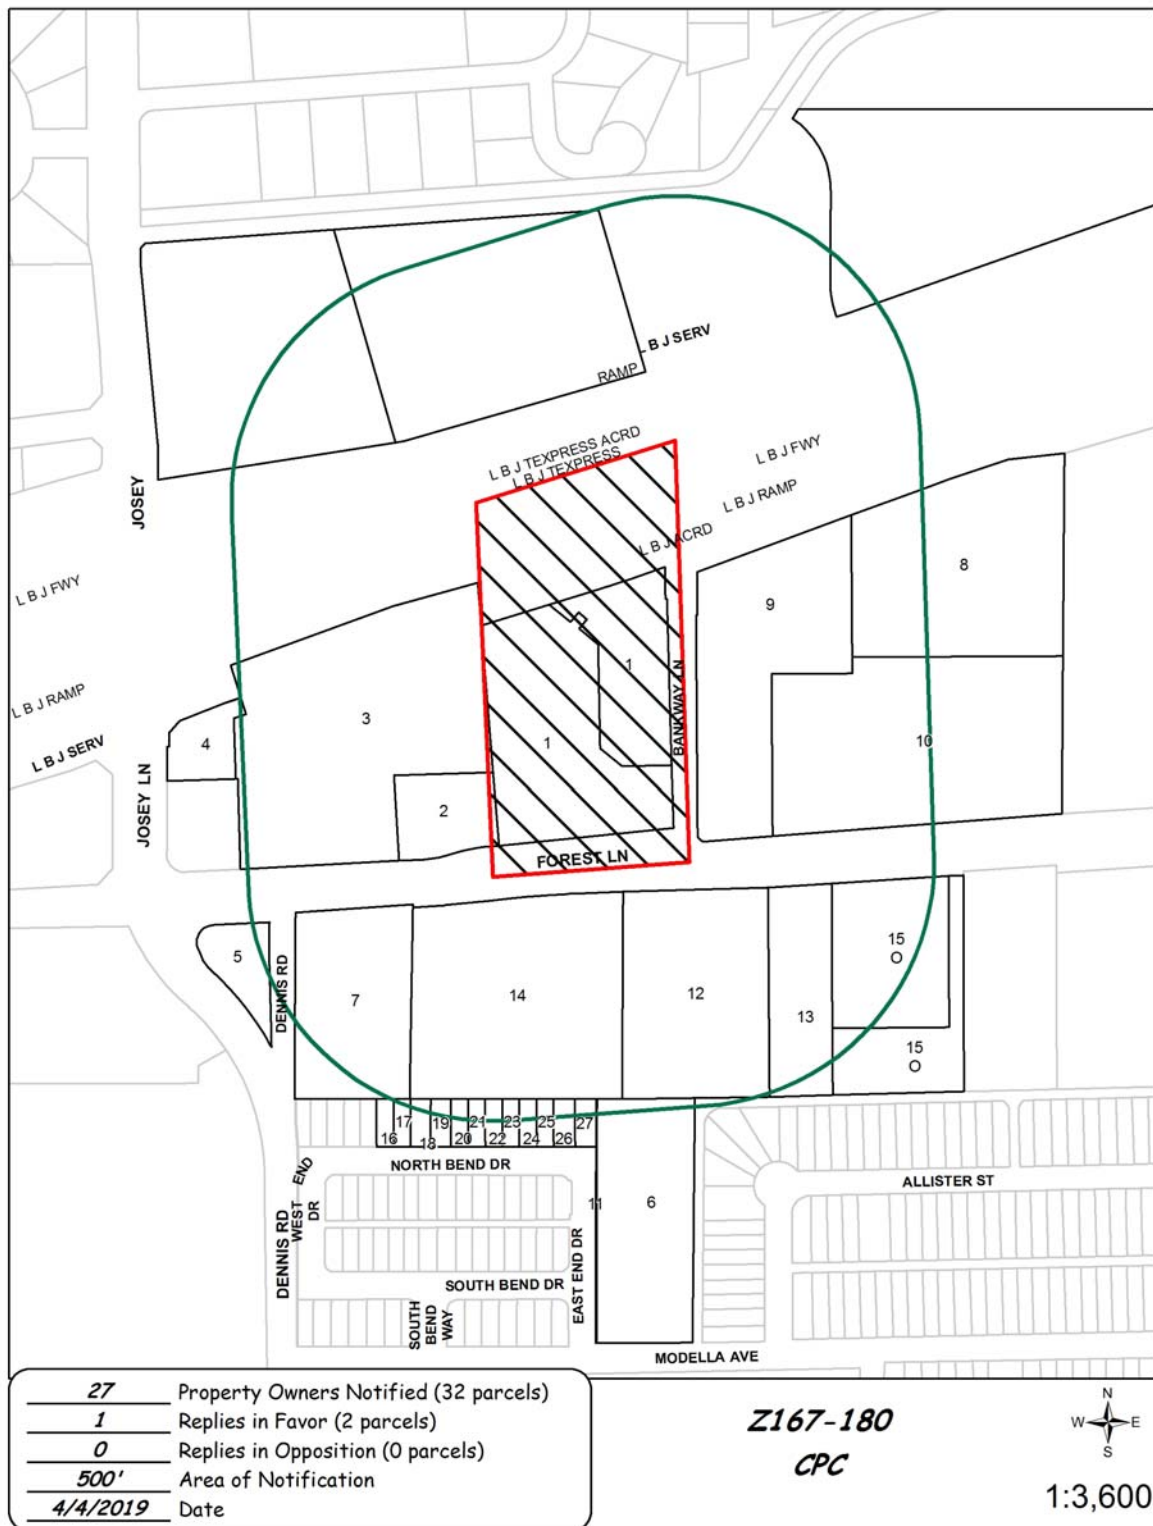 B J SERV
RAMP
L B J TEXPRESS ACRD
L B J TEXPRESS
L B J FWY
L B J RAMP
L B J ACRD
JOSEY
L B J FWY
8
9
1
L B J RAMP
BANKWAY LN
3
L B J SERV
4
1
10
JOSEY LN
2
FOREST LN
5
15
DENNIS RD
7
14
12
13
15
17
19
21
23
25
27
16
18
20
22
24
26
NORTH BEND DR
WEST END DR
DENNIS RD
11
6
ALLISTER ST
EAST END DR
SOUTH BEND DR
SOUTH BEND WAY
MODELLA AVE
27 Property Owners Notified (32 parcels)
1 Replies in Favor (2 parcels)
0 Replies in Opposition (0 parcels)
500' Area of Notification
4/4/2019 Date
Z167-180
CPC
N
W E
S
1:3,600